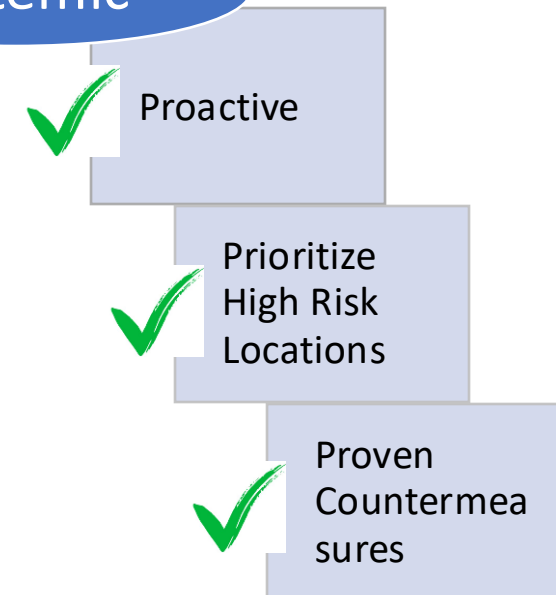 Proactive
Prioritize
High Risk
Locations
Proven
Countermea
sures